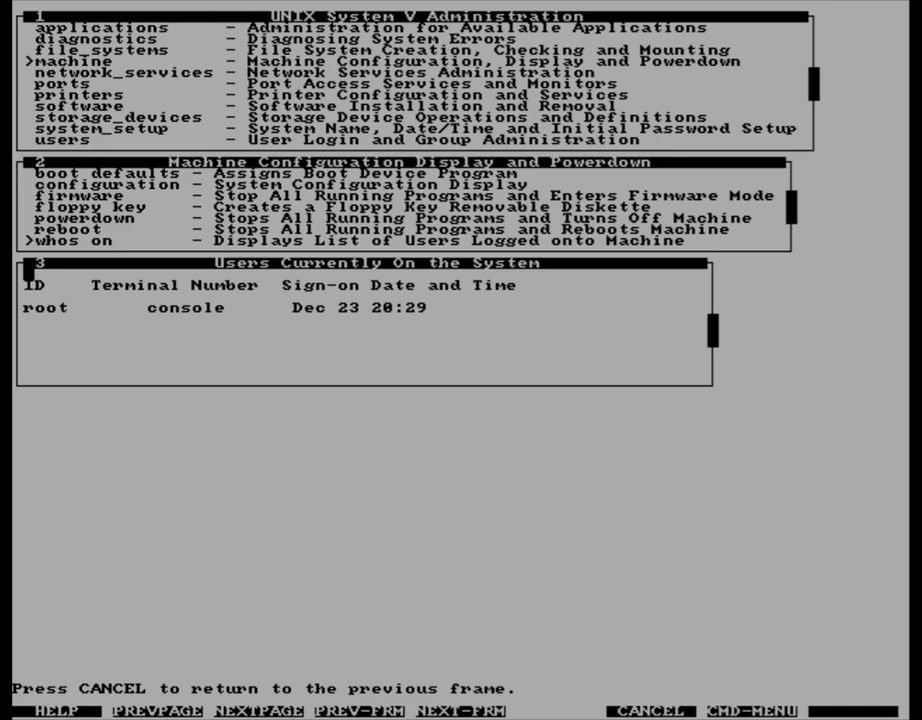 1 UNIX System V Administration
applications - Administration for Available Applications
diagnostics - Diagnosing System Errors
file_systems - File System Creation, Checking and Mounting
>machine - Machine Configuration, Display and Powerdown
network_services - Network Services Administration
ports - Port Access Services and Monitors
printers - Printer Configuration and Services
software - Software Installation and Removal
storage_devices - Storage Device Operations and Definitions
system_setup - System Name, Date/Time and Initial Password Setup
users - User Login and Group Administration
2 Machine Configuration Display and Powerdown
boot defaults - Assigns Boot Device Program
configuration - System Configuration Display
firmware - Stop All Running Programs and Enters Firmware Mode
floppy key - Creates a Floppy Key Removable Diskette
powerdown - Stops All Running Programs and Turns Off Machine
reboot - Stops All Running Programs and Reboots Machine
>whos on - Displays List of Users Logged onto Machine
3 Users Currently On the System
ID Terminal Number Sign-on Date and Time
root console Dec 23 20:29
Press CANCEL to return to the previous frame.
HELP PREVPAGE NEXTPAGE PREV-FRM NEXT-FRM CANCEL CMD-MENU